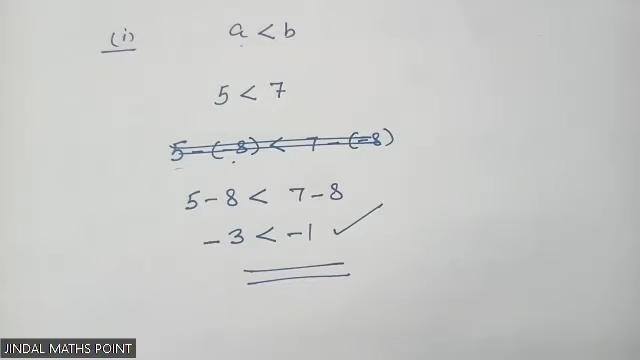 (i) a < b
5 < 7
5 - (-8) < 7 - (-8)
5 - 8 < 7 - 8
- 3 < - 1 ✓
JINDAL MATHS POINT